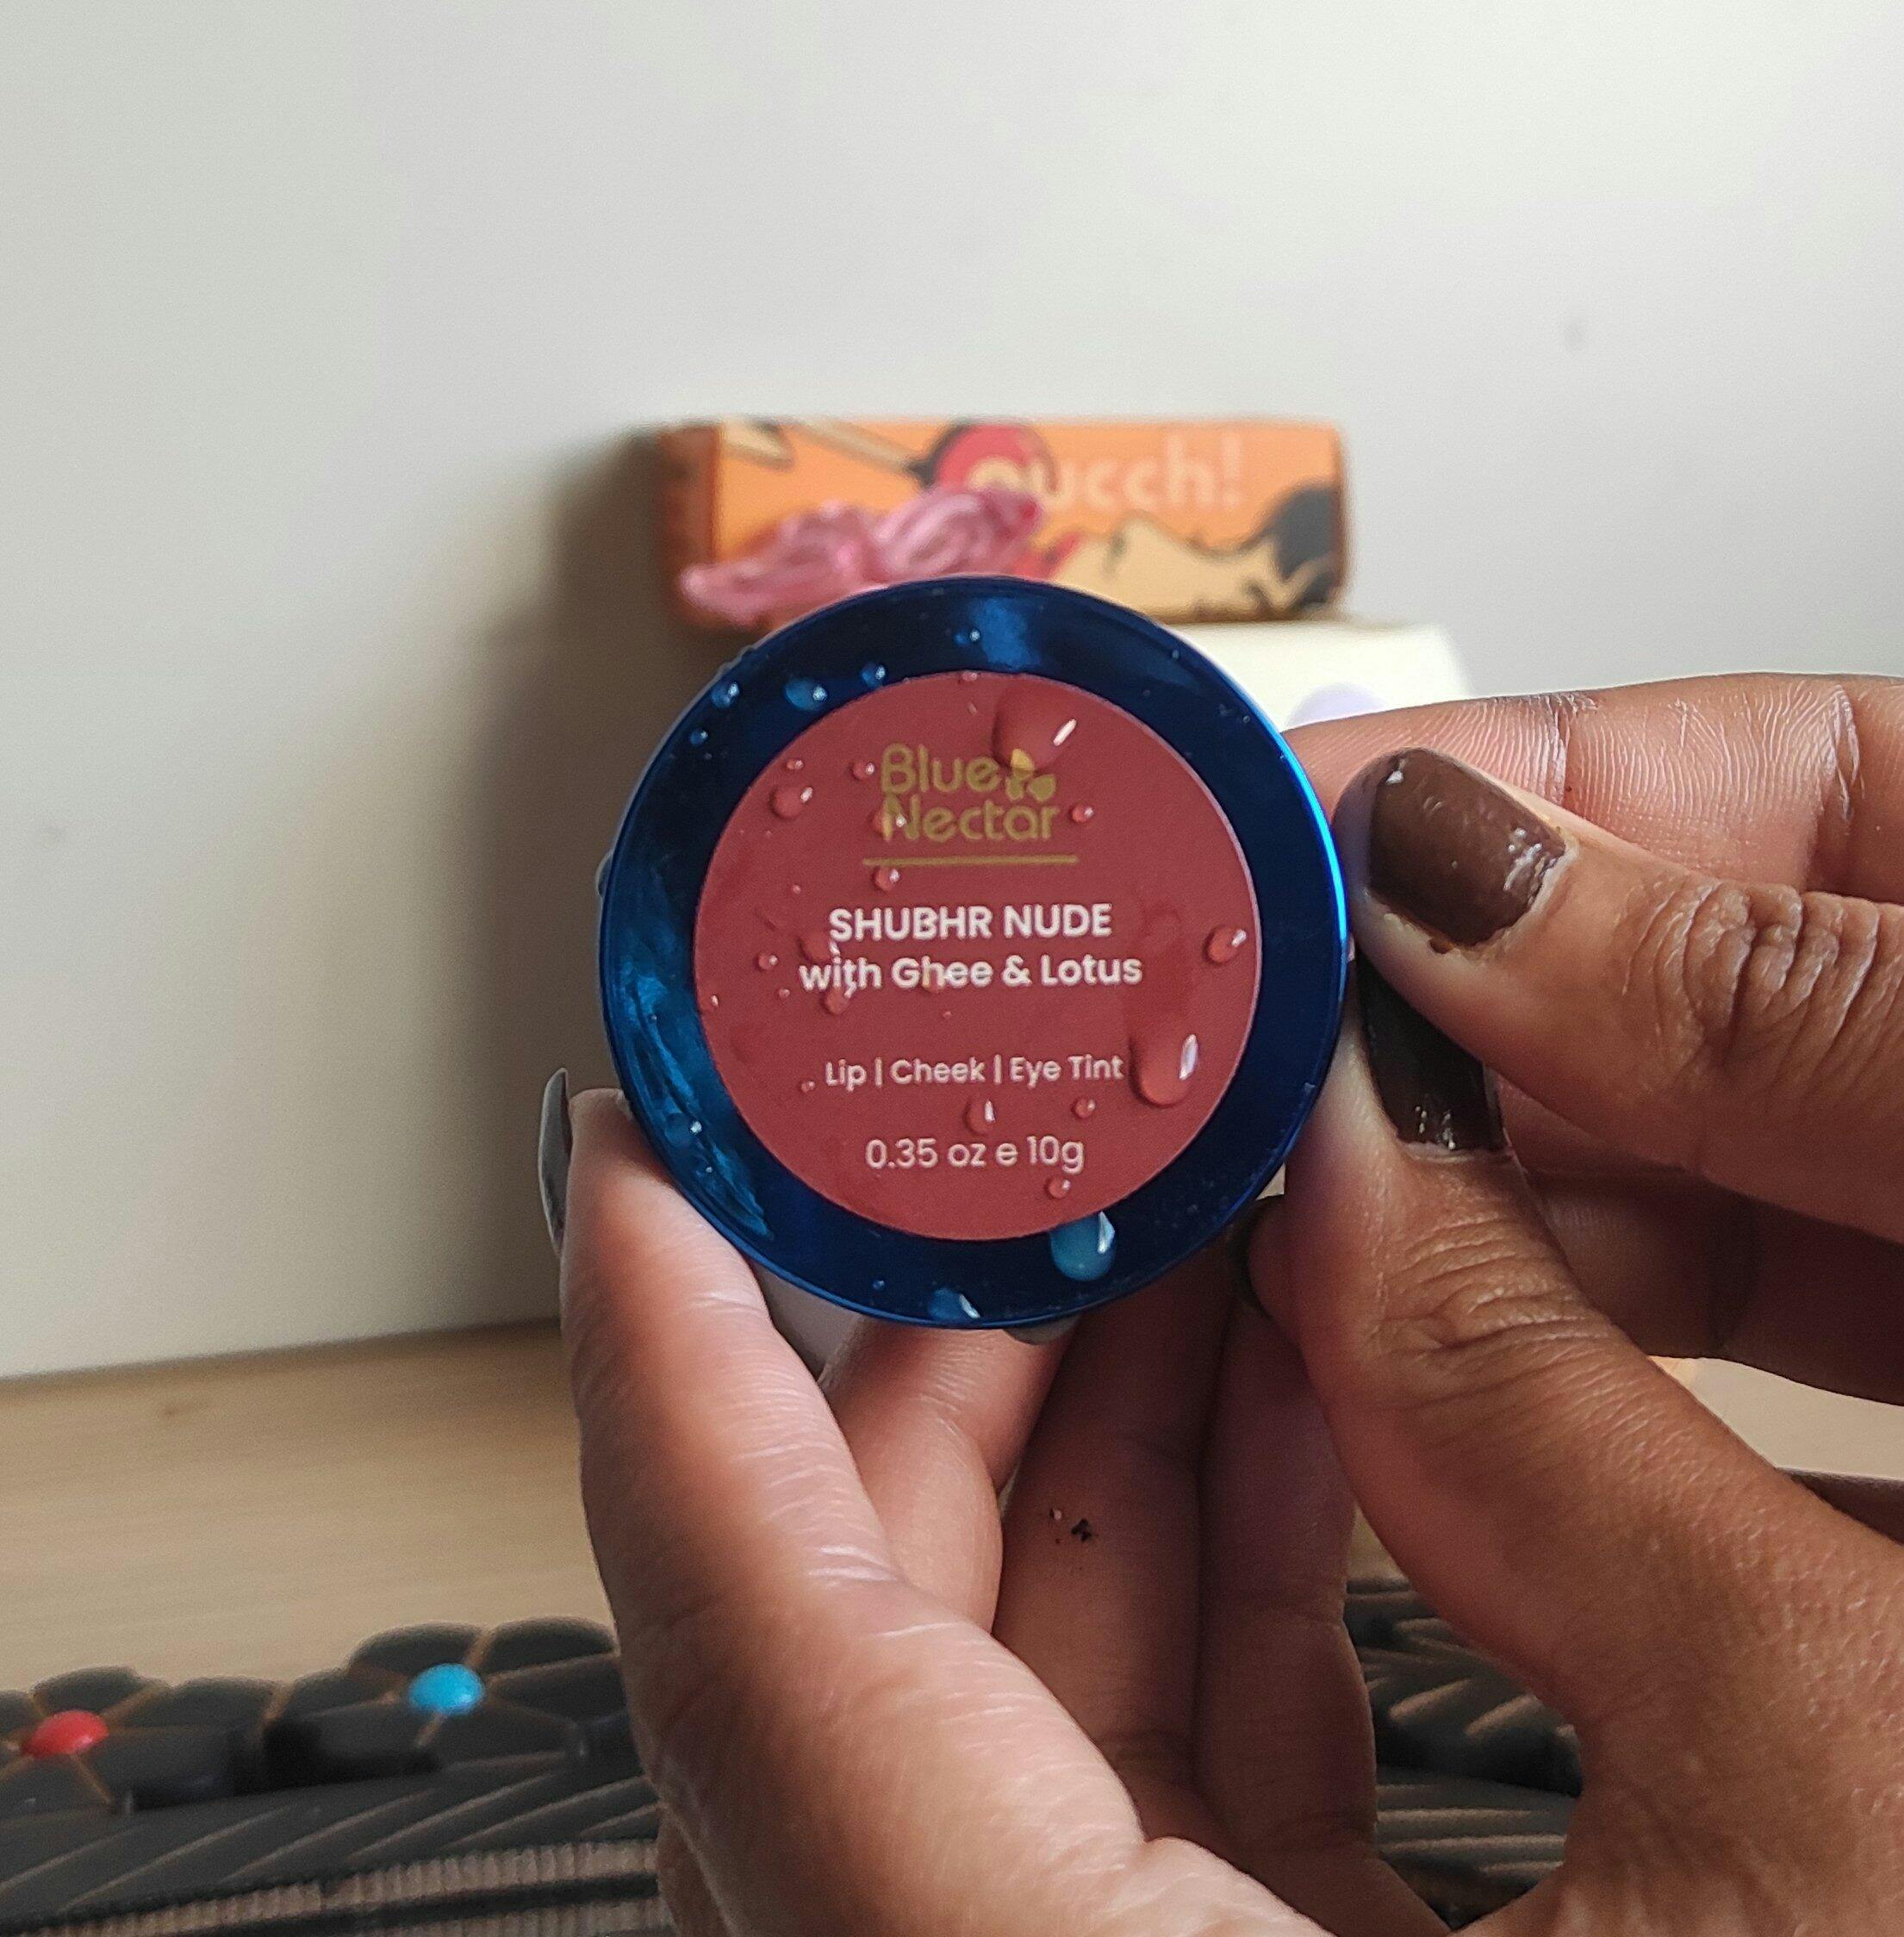 oucch!
Blue
Nectar
SHUBHR NUDE
with Ghee & Lotus
Lip | Cheek | Eye Tint
0.35 oz e 10g